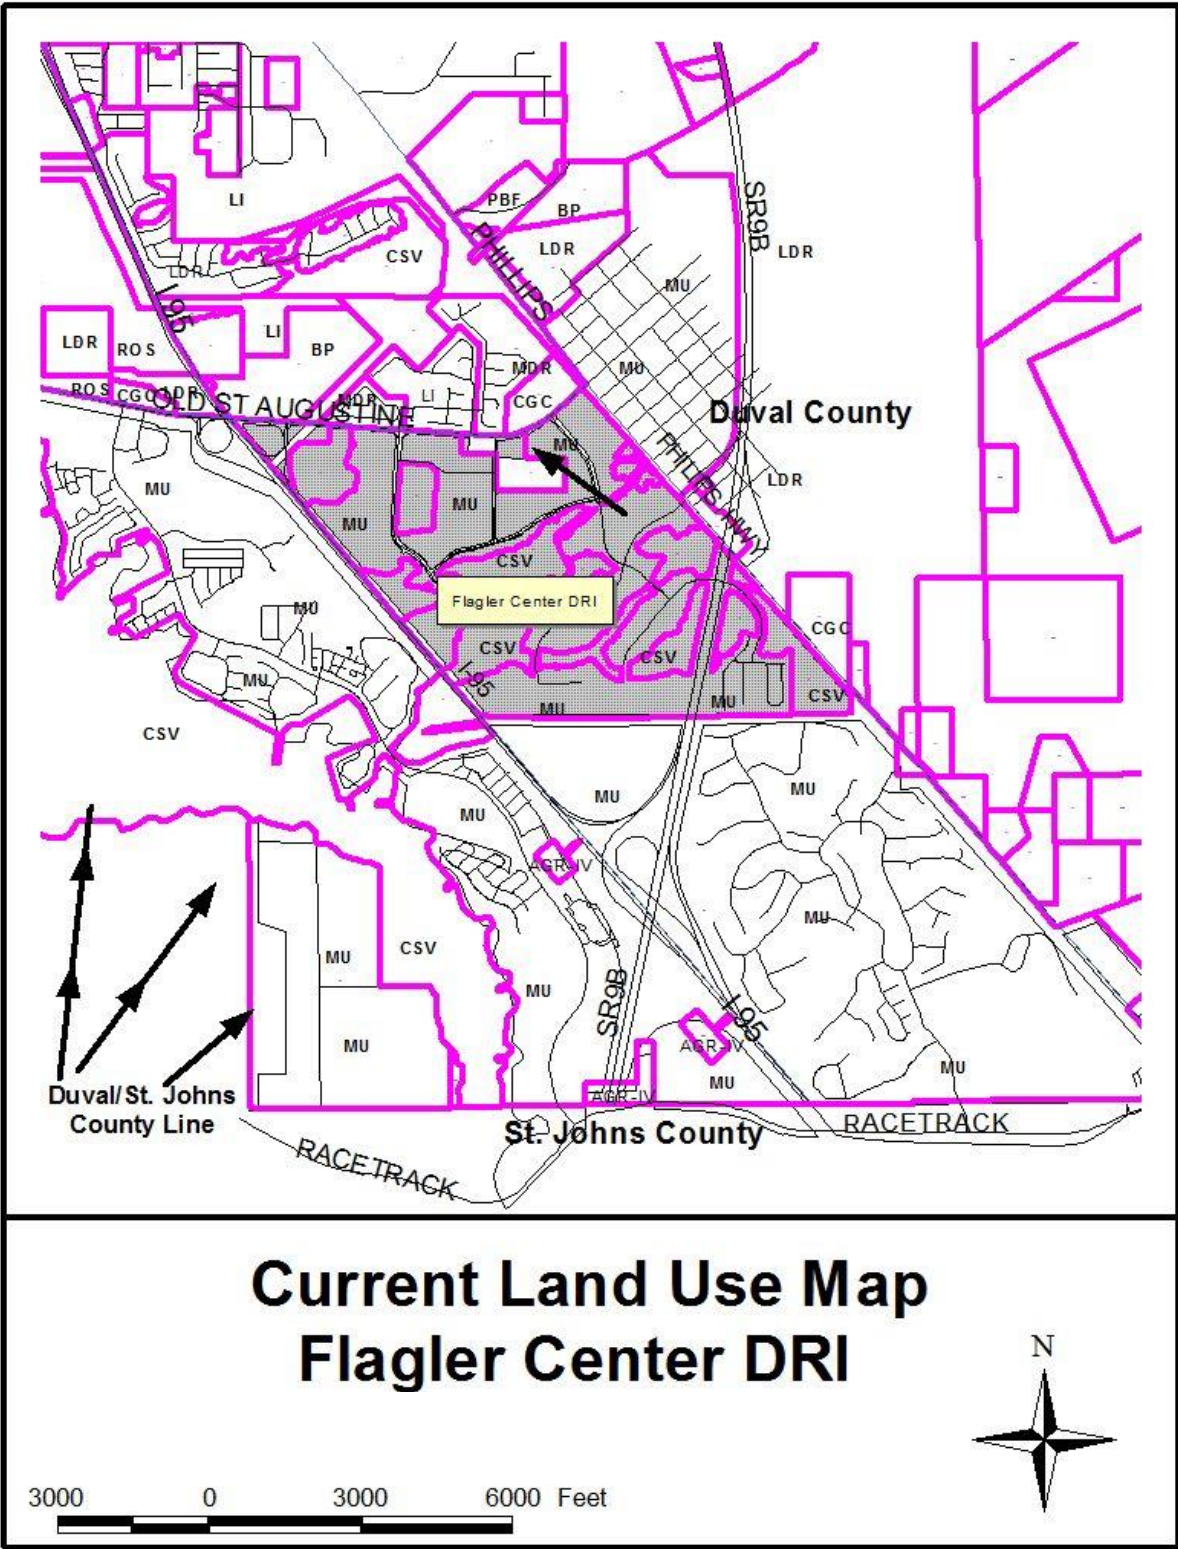 LI
PBF
BP
SR9B
LDR
PHILLIPS
LDR
CSV
LDR
MU
I-95
LDR
ROS
LI
BP
MDR
MU
ROS
CGC
LDR
MDR
LI
CGC
OLD ST AUGUSTINE
Duval County
MU
PHILIPS HWY
LDR
MU
MU
MU
CSV
Flagler Center DRI
MU
CGC
CSV
CSV
I-95
MU
MU
MU
CSV
CSV
MU
MU
MU
AGR-IV
MU
CSV
MU
MU
SR9B
I-95
MU
AGR-IV
MU
MU
AGR-IV
Duval/St. Johns
County Line
St. Johns County
RACETRACK
RACETRACK
Current Land Use Map
Flagler Center DRI
N
3000 0 3000 6000 Feet